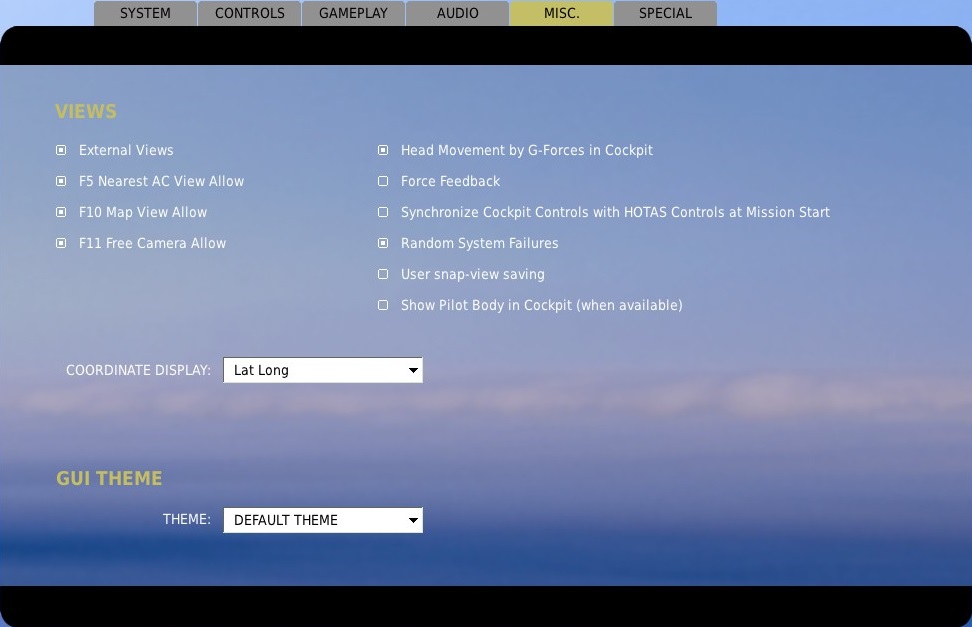 SYSTEM CONTROLS GAMEPLAY AUDIO MISC. SPECIAL
VIEWS
External Views
F5 Nearest AC View Allow
F10 Map View Allow
F11 Free Camera Allow
Head Movement by G-Forces in Cockpit
Force Feedback
Synchronize Cockpit Controls with HOTAS Controls at Mission Start
Random System Failures
User snap-view saving
Show Pilot Body in Cockpit (when available)
COORDINATE DISPLAY: Lat Long
GUI THEME
THEME: DEFAULT THEME